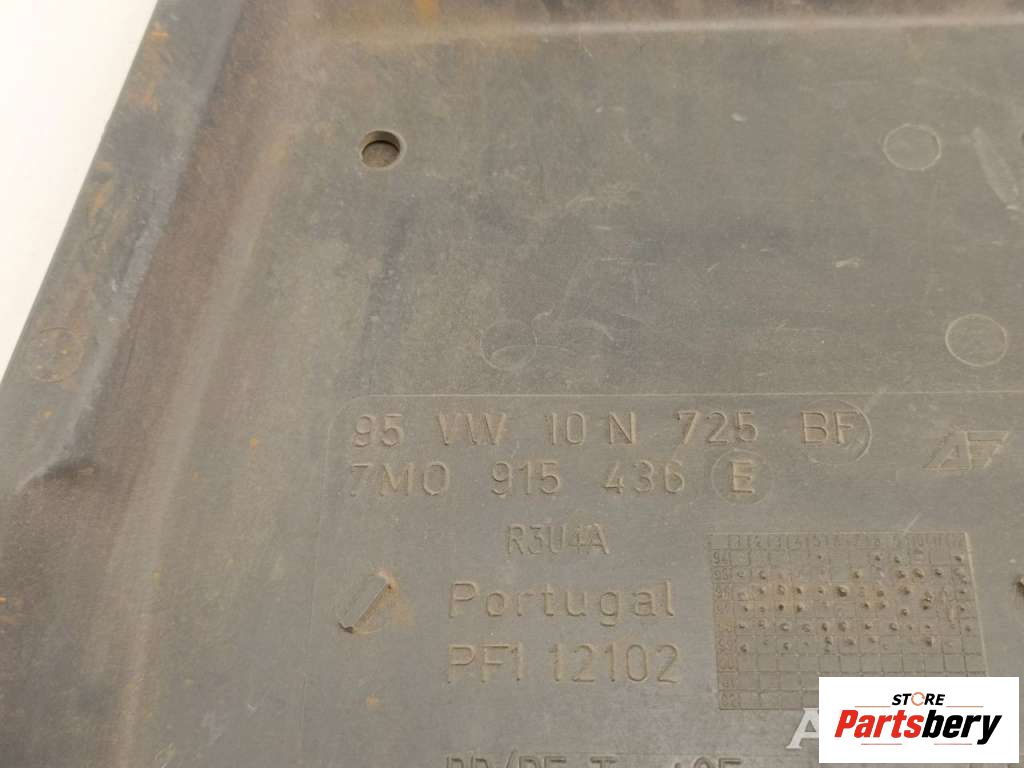 95 VW 10 N 725 BF
7M0 915 436 E
R3U4A
Portugal
PF1 12102
STORE
Partsbery